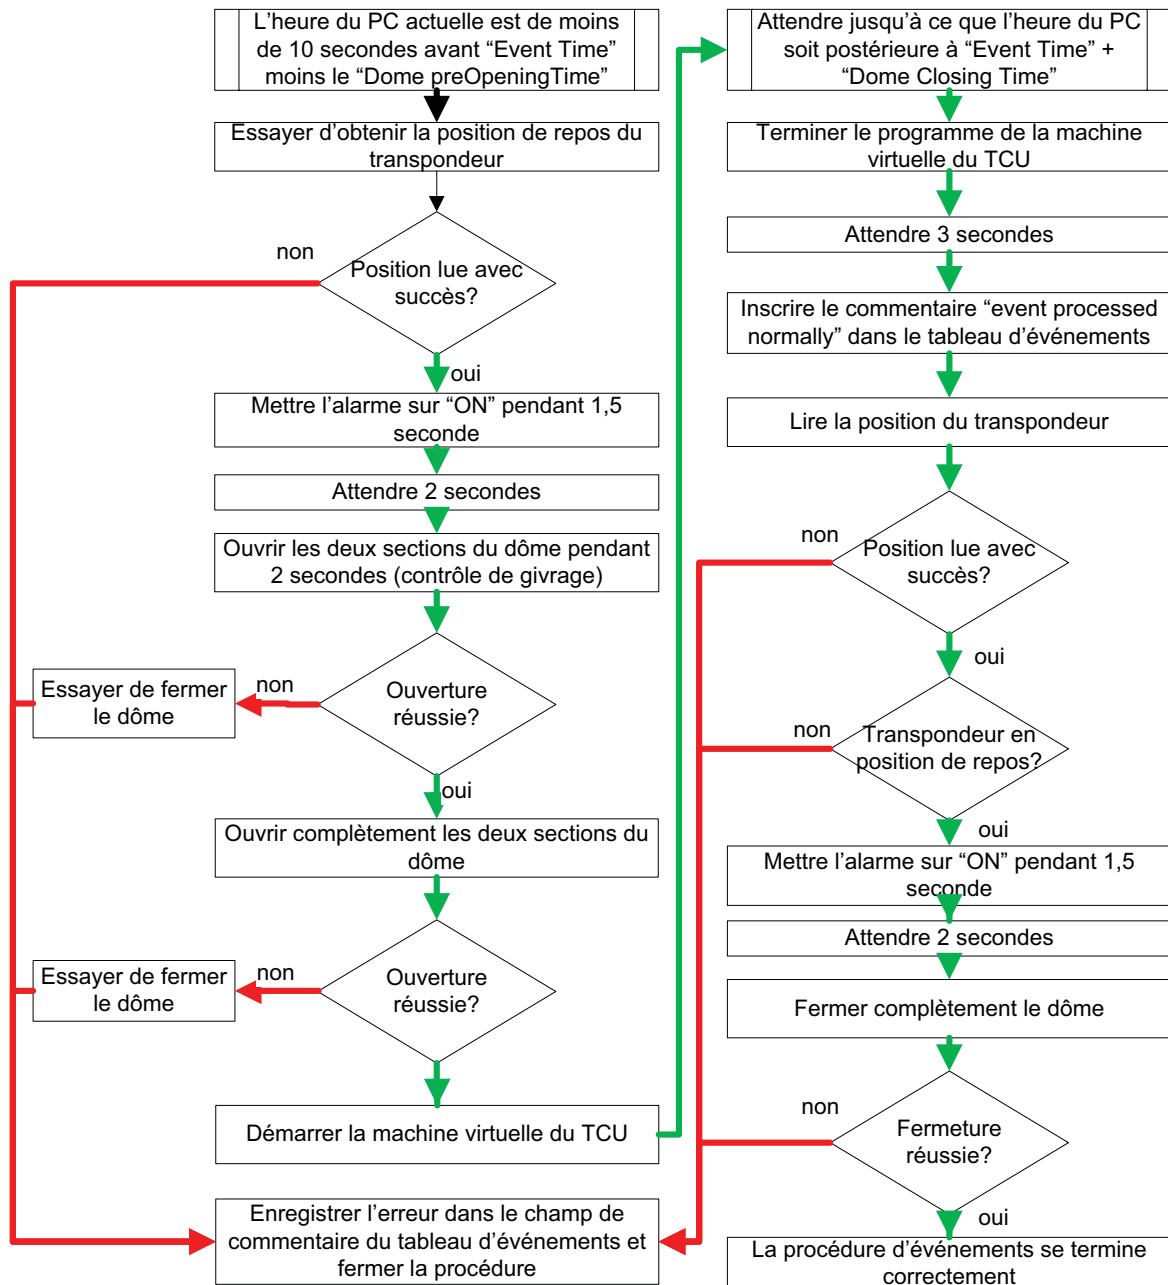 L’heure du PC actuelle est de moins
de 10 secondes avant “Event Time”
moins le “Dome preOpeningTime”
Essayer d’obtenir la position de repos du
transpondeur
non
Position lue avec
succès?
oui
Mettre l’alarme sur “ON” pendant 1,5
seconde
Attendre 2 secondes
Ouvrir les deux sections du dôme pendant
2 secondes (contrôle de givrage)
Essayer de fermer
le dôme
non
Ouverture
réussie?
oui
Ouvrir complètement les deux sections du
dôme
Essayer de fermer
le dôme
non
Ouverture
réussie?
Démarrer la machine virtuelle du TCU
Enregistrer l’erreur dans le champ de
commentaire du tableau d’événements et
fermer la procédure
Attendre jusqu’à ce que l’heure du PC
soit postérieure à “Event Time” +
“Dome Closing Time”
Terminer le programme de la machine
virtuelle du TCU
Attendre 3 secondes
Inscrire le commentaire “event processed
normally” dans le tableau d’événements
Lire la position du transpondeur
non
Position lue avec
succès?
oui
non
Transpondeur en
position de repos?
oui
Mettre l’alarme sur “ON” pendant 1,5
seconde
Attendre 2 secondes
Fermer complètement le dôme
non
Fermeture
réussie?
oui
La procédure d’événements se termine
correctement